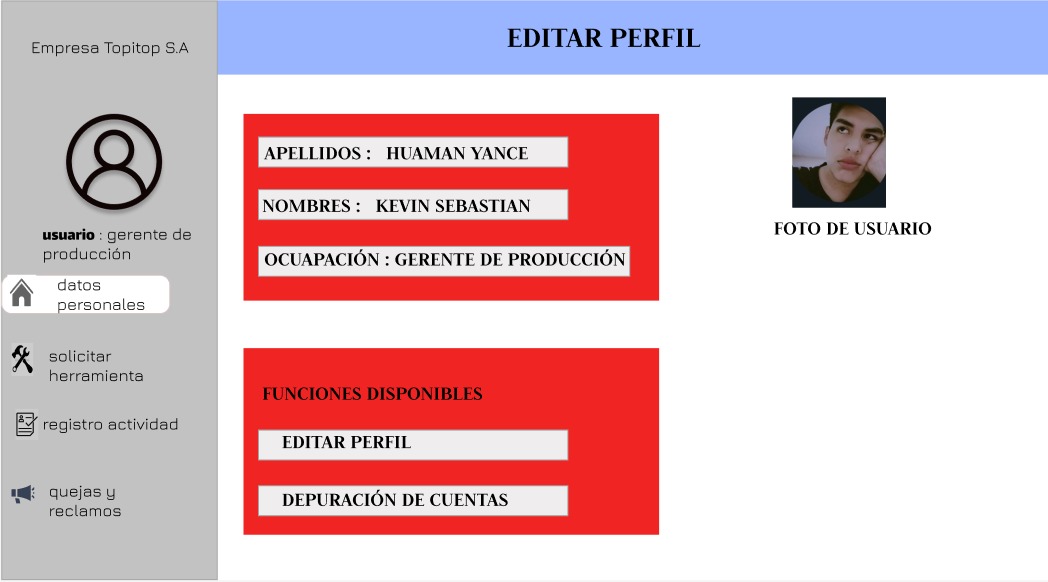 Empresa Topitop S.A
EDITAR PERFIL
usuario : gerente de
producción
datos
personales
solicitar
herramienta
registro actividad
quejas y
reclamos
APELLIDOS : HUAMAN YANCE
NOMBRES : KEVIN SEBASTIAN
OCUAPACIÓN : GERENTE DE PRODUCCIÓN
FOTO DE USUARIO
FUNCIONES DISPONIBLES
EDITAR PERFIL
DEPURACIÓN DE CUENTAS